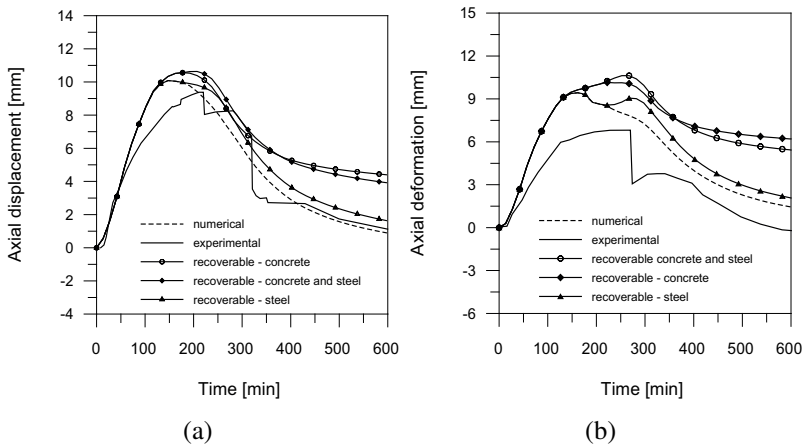 Axial displacement [mm]
12
10
8
6
4
2
0
-2
-4
numerical
experimental
recoverable - concrete
recoverable - concrete and steel
recoverable - steel
0 100 200 300 400 500 600
Time [min]
(a)
Axial deformation [mm]
15
12
9
6
3
0
-3
-6
numerical
experimental
recoverable concrete and steel
recoverable - concrete
recoverable - steel
0 100 200 300 400 500 600
Time [min]
(b)